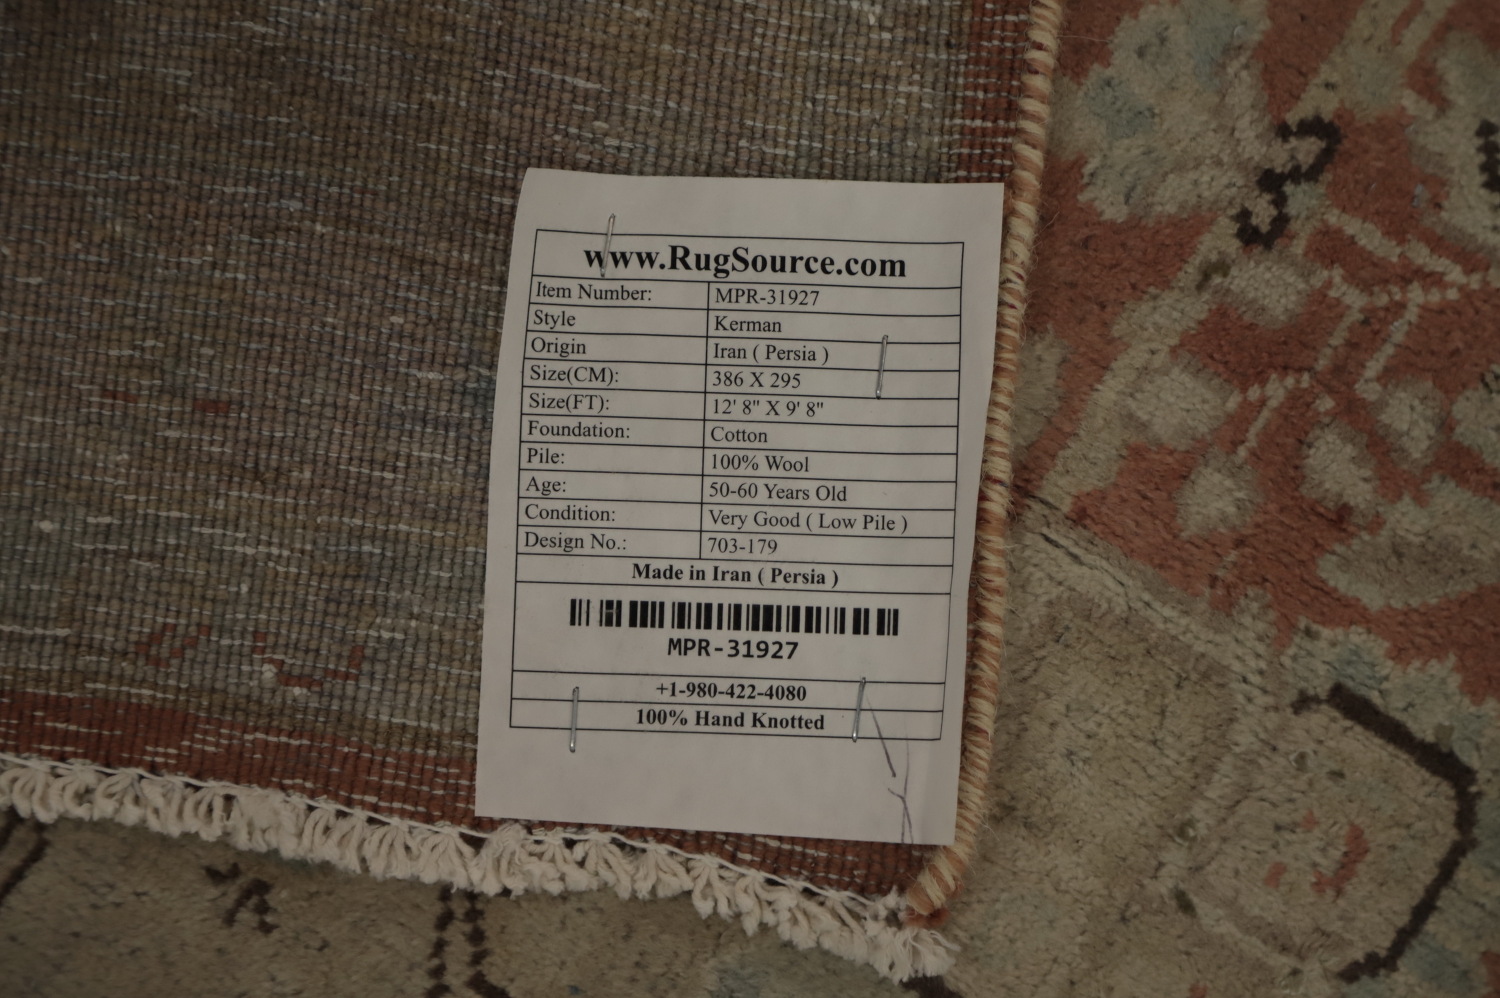 www.RugSource.com
Item Number: MPR-31927
Style Kerman
Origin Iran ( Persia )
Size(CM): 386 X 295
Size(FT): 12' 8" X 9' 8"
Foundation: Cotton
Pile: 100% Wool
Age: 50-60 Years Old
Condition: Very Good ( Low Pile )
Design No.: 703-179
Made in Iran ( Persia )
MPR-31927
+1-980-422-4080
100% Hand Knotted